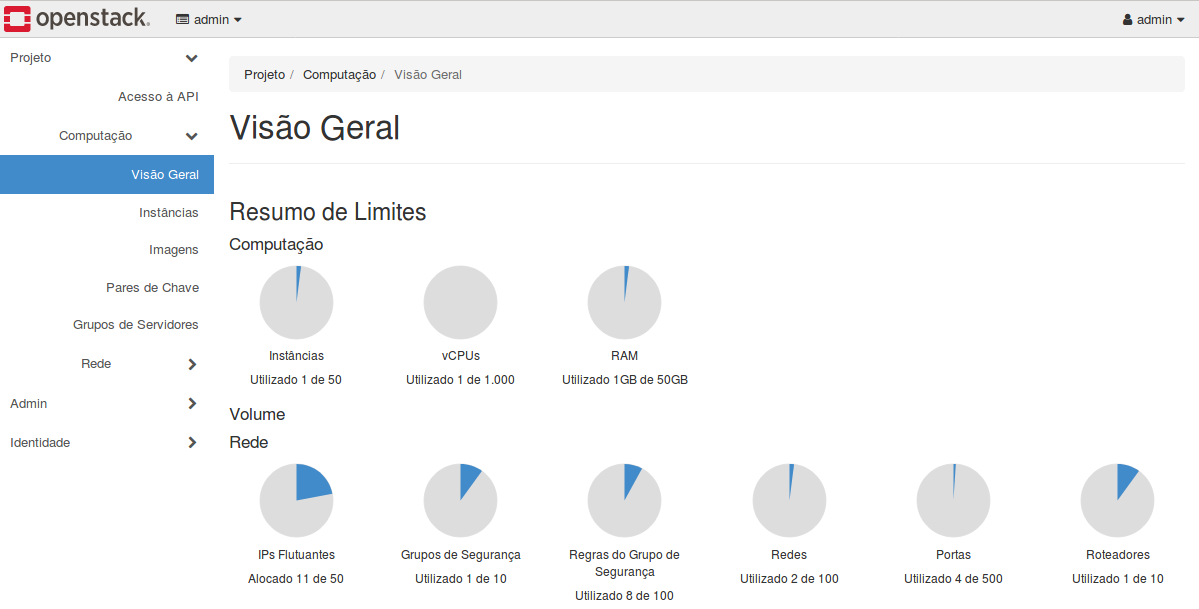 openstack. admin admin
Projeto
Acesso à API
Computação
Visão Geral
Instâncias
Imagens
Pares de Chave
Grupos de Servidores
Rede
Admin
Identidade
Projeto / Computação / Visão Geral
Visão Geral
Resumo de Limites
Computação
Instâncias vCPUs RAM
Utilizado 1 de 50 Utilizado 1 de 1.000 Utilizado 1GB de 50GB
Volume
Rede
IPs Flutuantes Grupos de Segurança Regras do Grupo de Redes Portas Roteadores
Segurança
Alocado 11 de 50 Utilizado 1 de 10 Utilizado 2 de 100 Utilizado 4 de 500 Utilizado 1 de 10
Utilizado 8 de 100